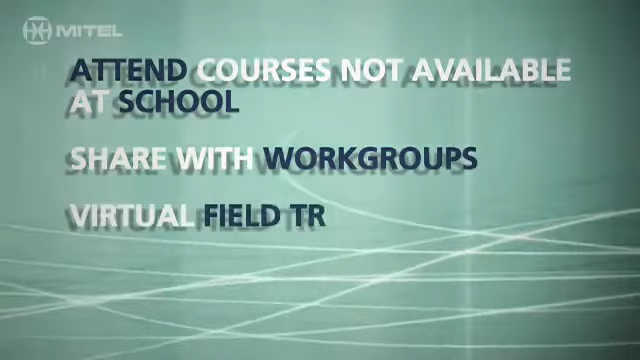 MITEL
ATTEND COURSES NOT AVAILABLE
AT SCHOOL
SHARE WITH WORKGROUPS
VIRTUAL FIELD TR